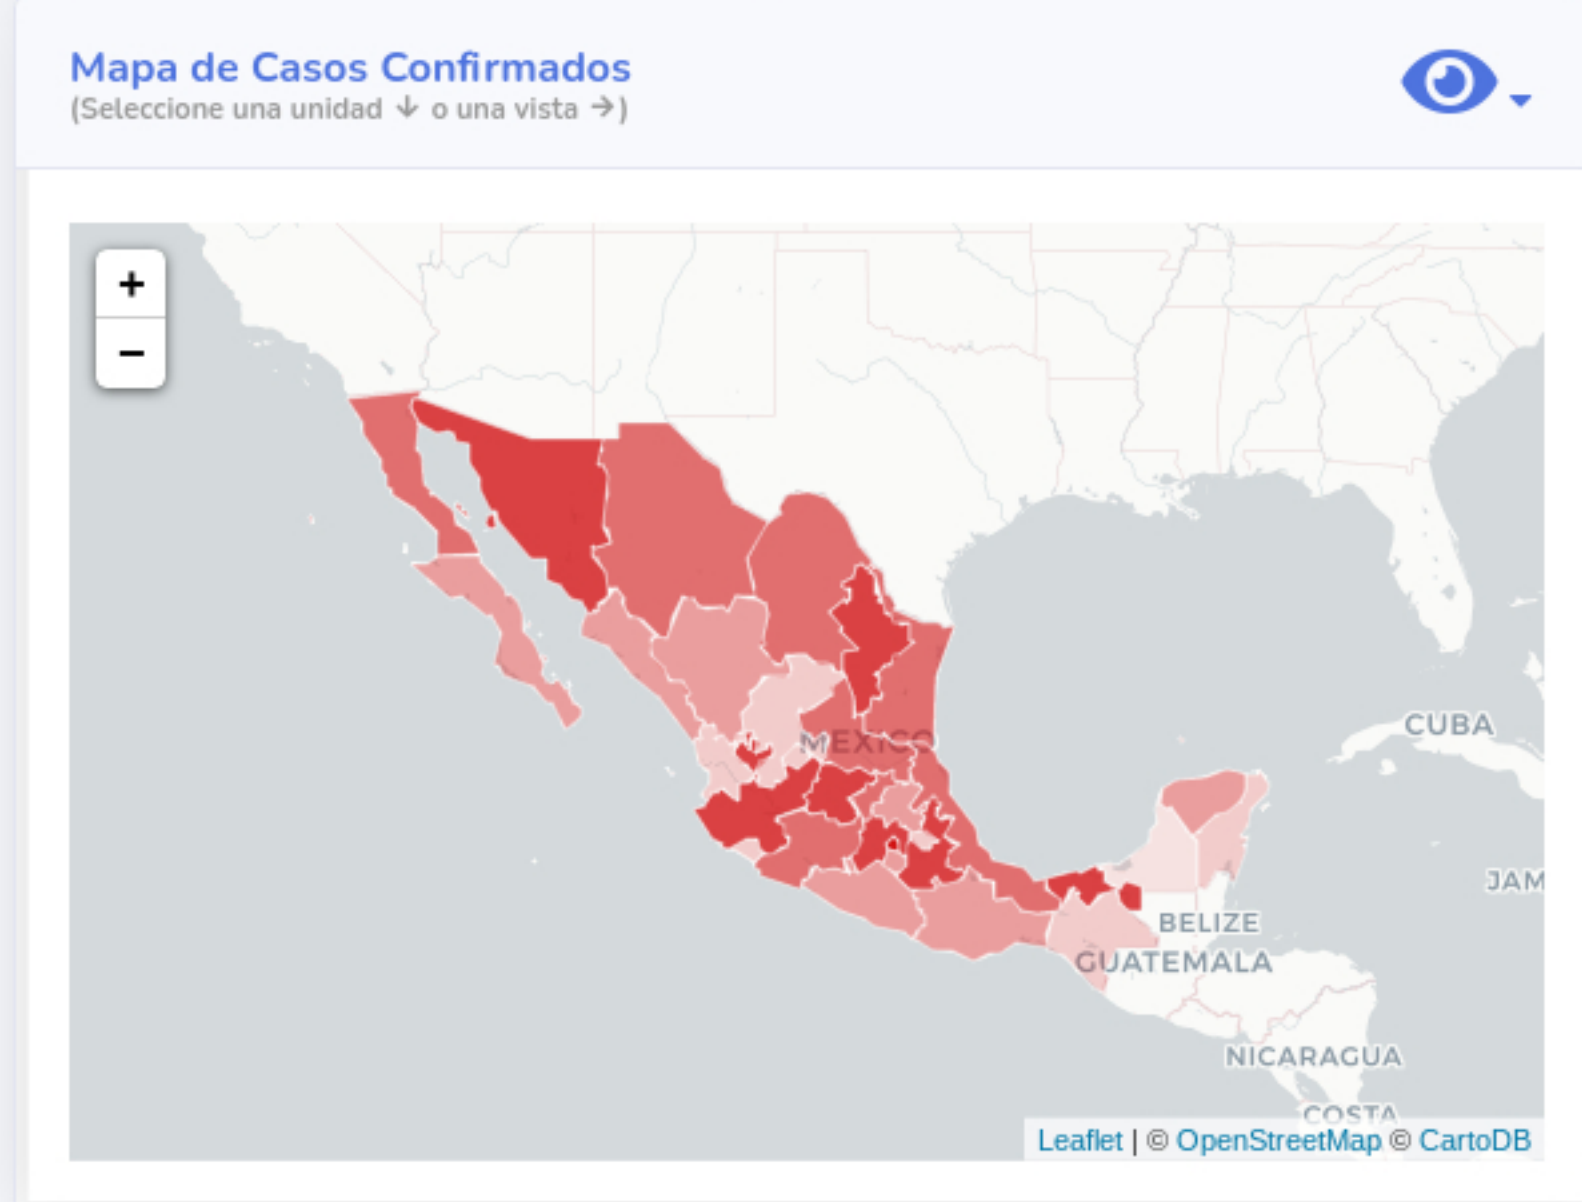 Mapa de Casos Confirmados
(Seleccione una unidad ↓ o una vista →)
+
−
MEXICO
CUBA
JAM
BELIZE
GUATEMALA
NICARAGUA
COSTA
Leaflet | © OpenStreetMap © CartoDB